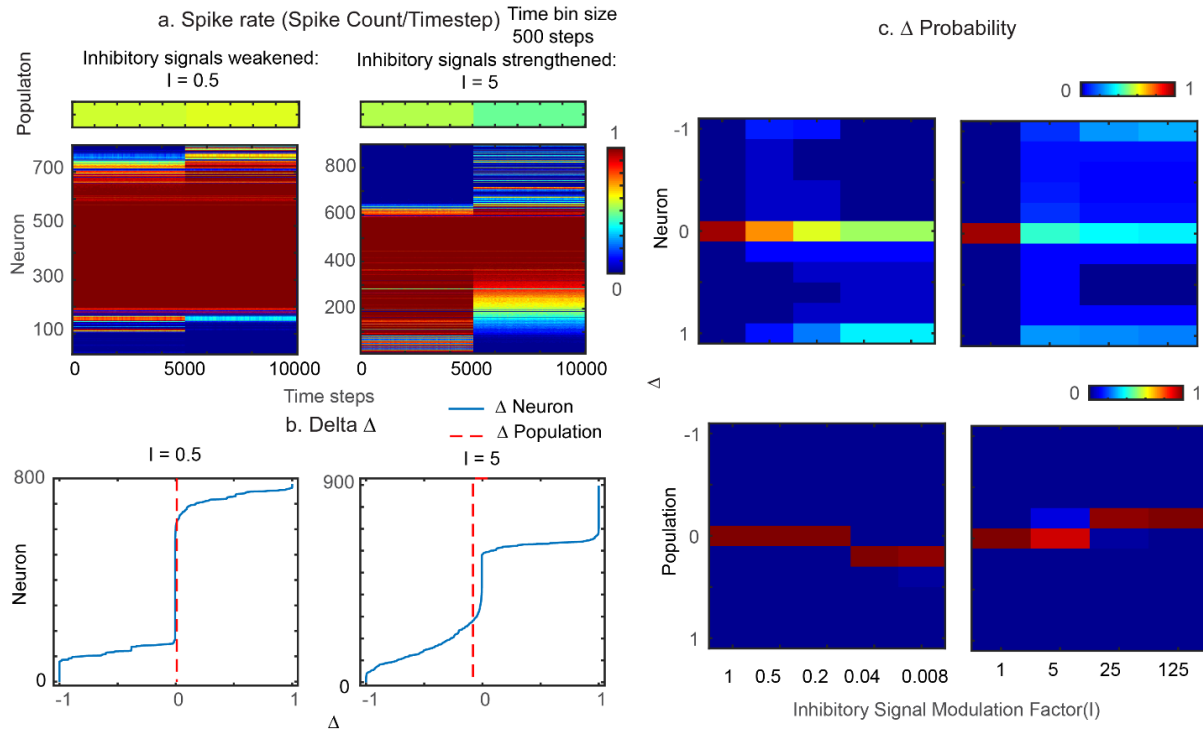 a. Spike rate (Spike Count/Timestep)
Time bin size
500 steps
Inhibitory signals weakened:
I = 0.5
Inhibitory signals strengthened:
I = 5
Populaton
Neuron
700
500
300
100
0
5000
10000
800
600
400
200
0
5000
10000
1
0
Time steps
b. Delta Δ
Δ Neuron
Δ Population
I = 0.5
I = 5
Neuron
800
0
-1
0
1
900
0
-1
0
1
Δ
c. Δ Probability
0
1
Neuron
-1
0
1
Δ
0
1
Population
-1
0
1
1
0.5
0.2
0.04
0.008
1
5
25
125
Inhibitory Signal Modulation Factor(I)